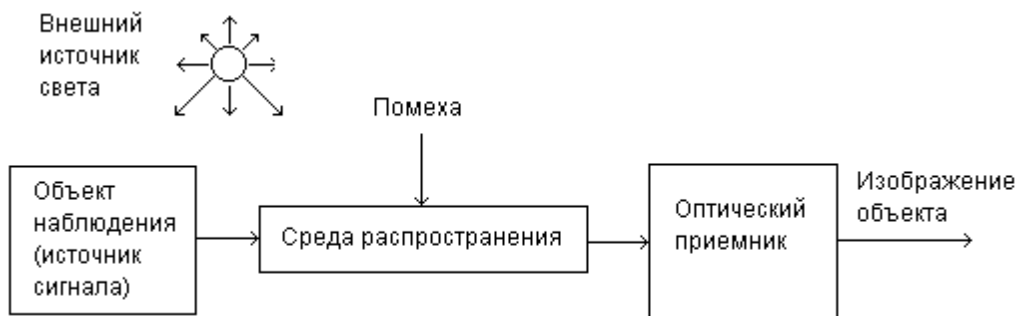 Внешний
источник
света
Помеха
Объект
наблюдения
(источник
сигнала)
Среда распространения
Оптический
приемник
Изображение
объекта